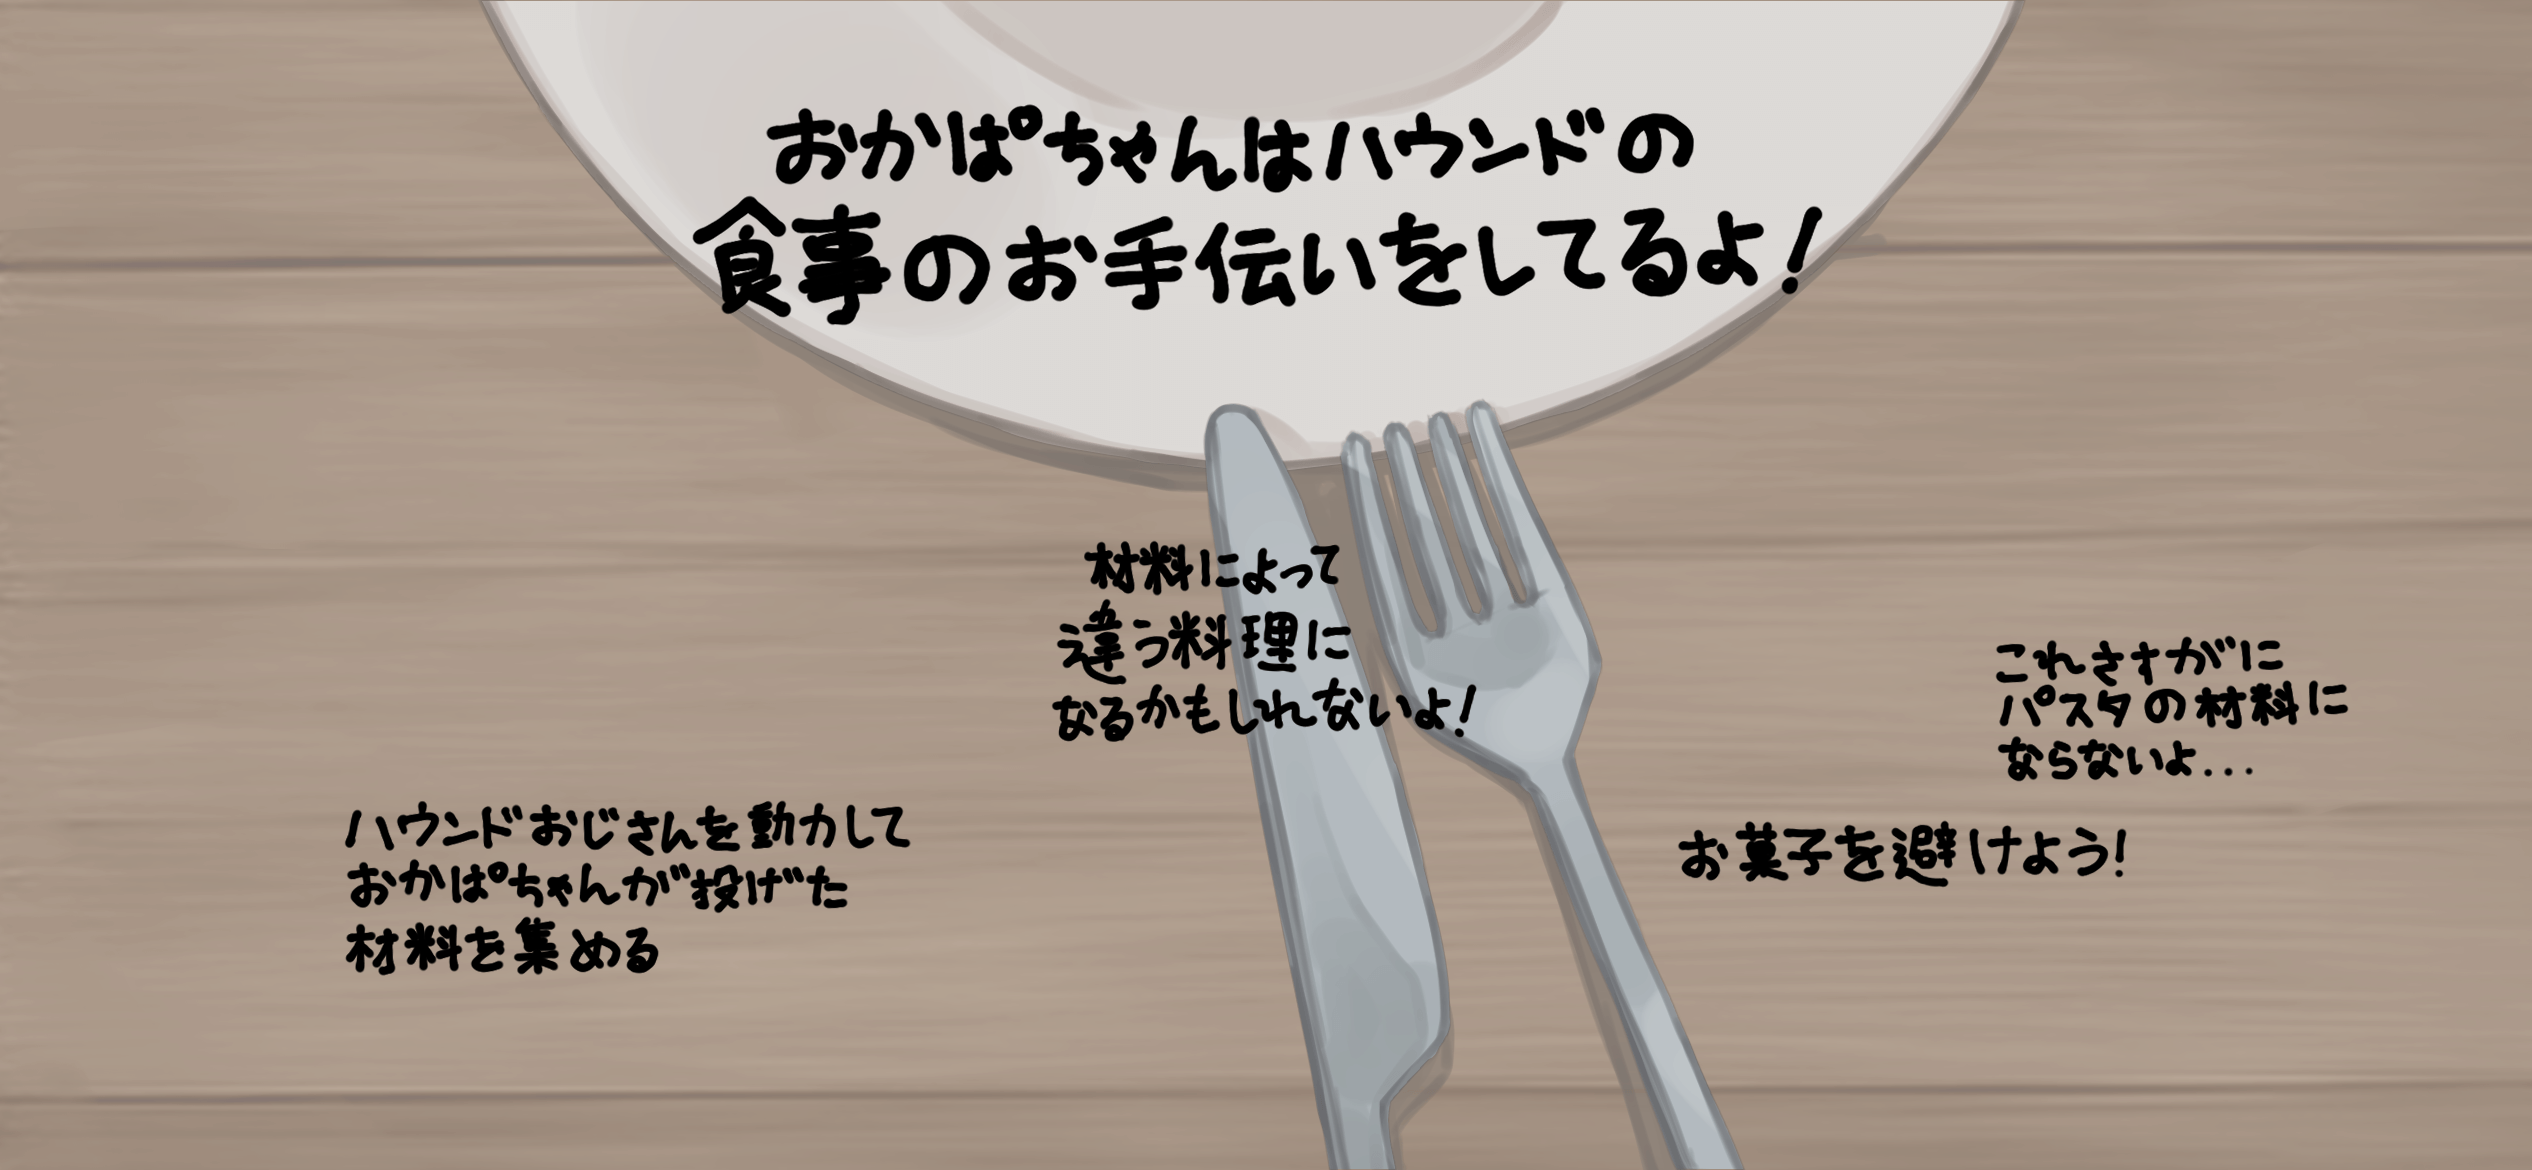 おかぱちゃんはハウンドの
食事のお手伝いをしてるよ!
材料によって
違う料理に
なるかもしれないよ!
ハウンドおじさんを動力して
おかぱちゃんが投げた
材料を集める
これさすがに
パスタの材料に
ならないよ...
お菓子を避けよう!